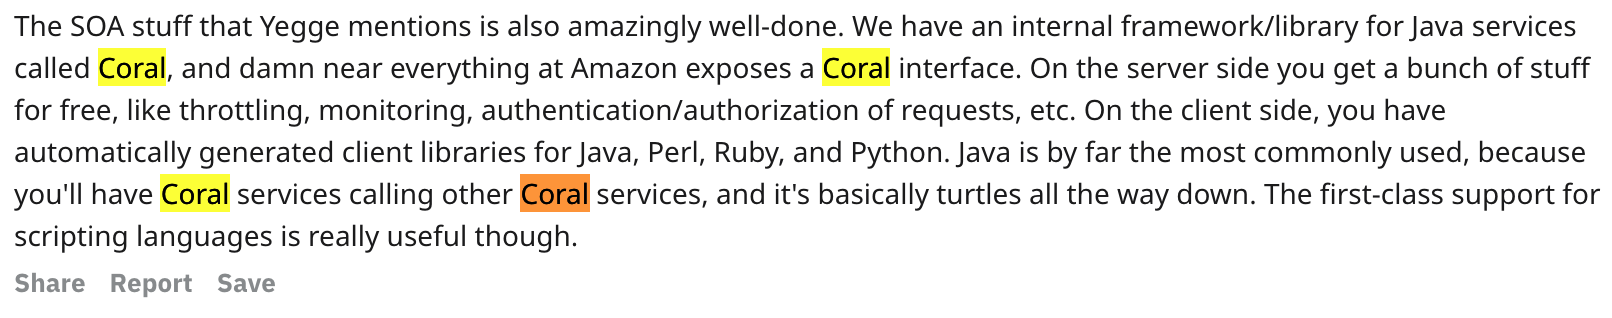 The SOA stuff that Yegge mentions is also amazingly well-done. We have an internal framework/library for Java services
called Coral, and damn near everything at Amazon exposes a Coral interface. On the server side you get a bunch of stuff
for free, like throttling, monitoring, authentication/authorization of requests, etc. On the client side, you have
automatically generated client libraries for Java, Perl, Ruby, and Python. Java is by far the most commonly used, because
you'll have Coral services calling other Coral services, and it's basically turtles all the way down. The first-class support for
scripting languages is really useful though.
Share Report Save